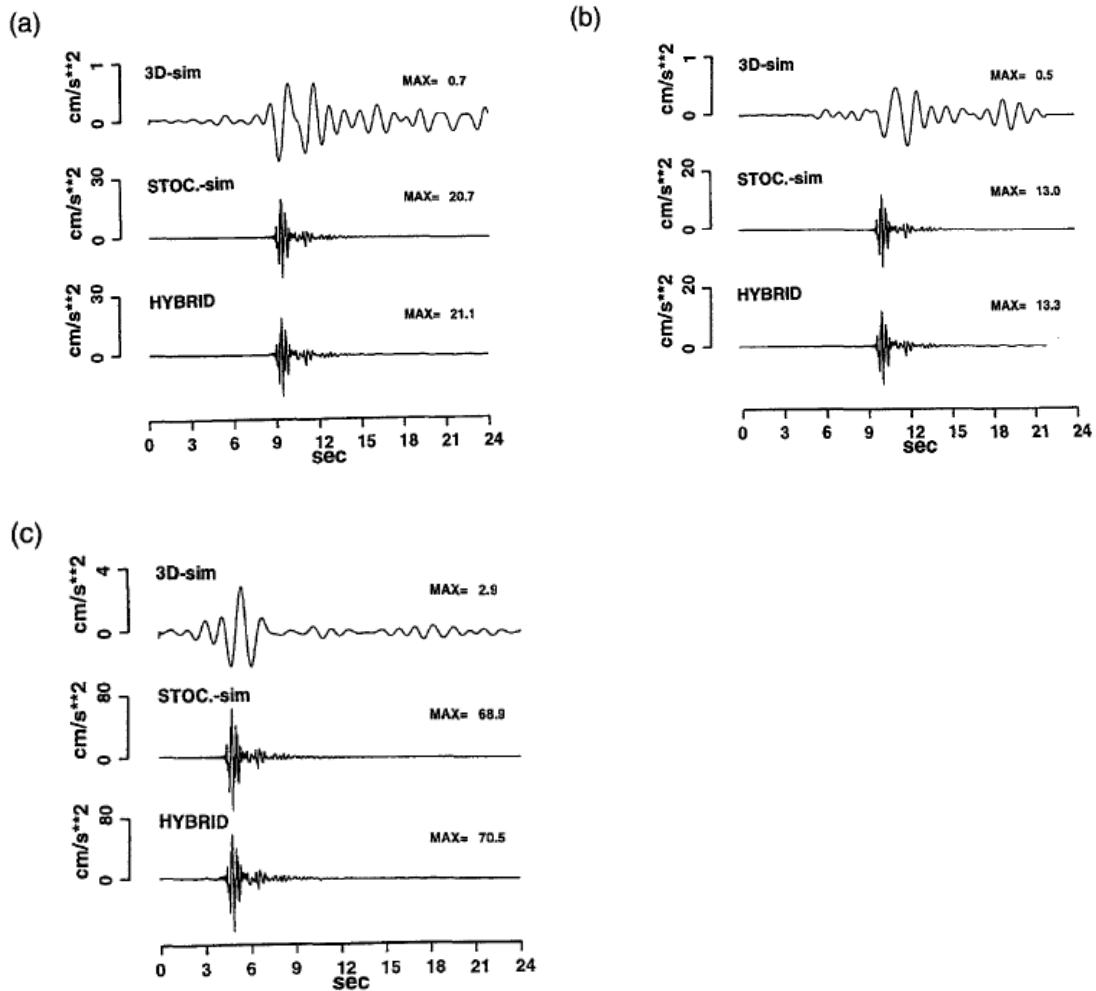 (a)
cm/s**2
1
0
3D-sim
MAX= 0.7
cm/s**2
30
0
STOC.-sim
MAX= 20.7
cm/s**2
30
0
HYBRID
MAX= 21.1
0 3 6 9 12 15 18 21 24
sec
(b)
cm/s**2
1
0
3D-sim
MAX= 0.5
cm/s**2
20
0
STOC.-sim
MAX= 13.0
cm/s**2
20
0
HYBRID
MAX= 13.3
0 3 6 9 12 15 18 21 24
sec
(c)
cm/s**2
4
0
3D-sim
MAX= 2.9
cm/s**2
80
0
STOC.-sim
MAX= 68.9
cm/s**2
80
0
HYBRID
MAX= 70.5
0 3 6 9 12 15 18 21 24
sec